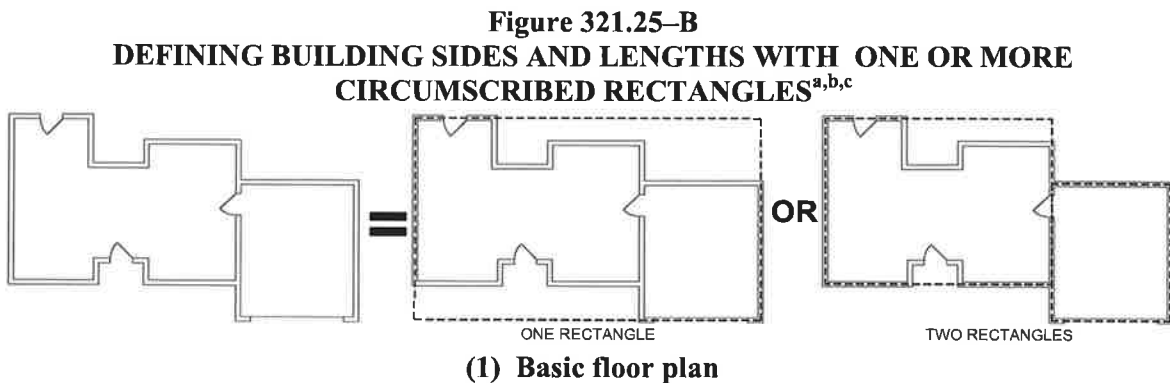 Figure 321.25–B
DEFINING BUILDING SIDES AND LENGTHS WITH ONE OR MORE
CIRCUMSCRIBED RECTANGLES^a,b,c
OR
ONE RECTANGLE
TWO RECTANGLES
(1) Basic floor plan